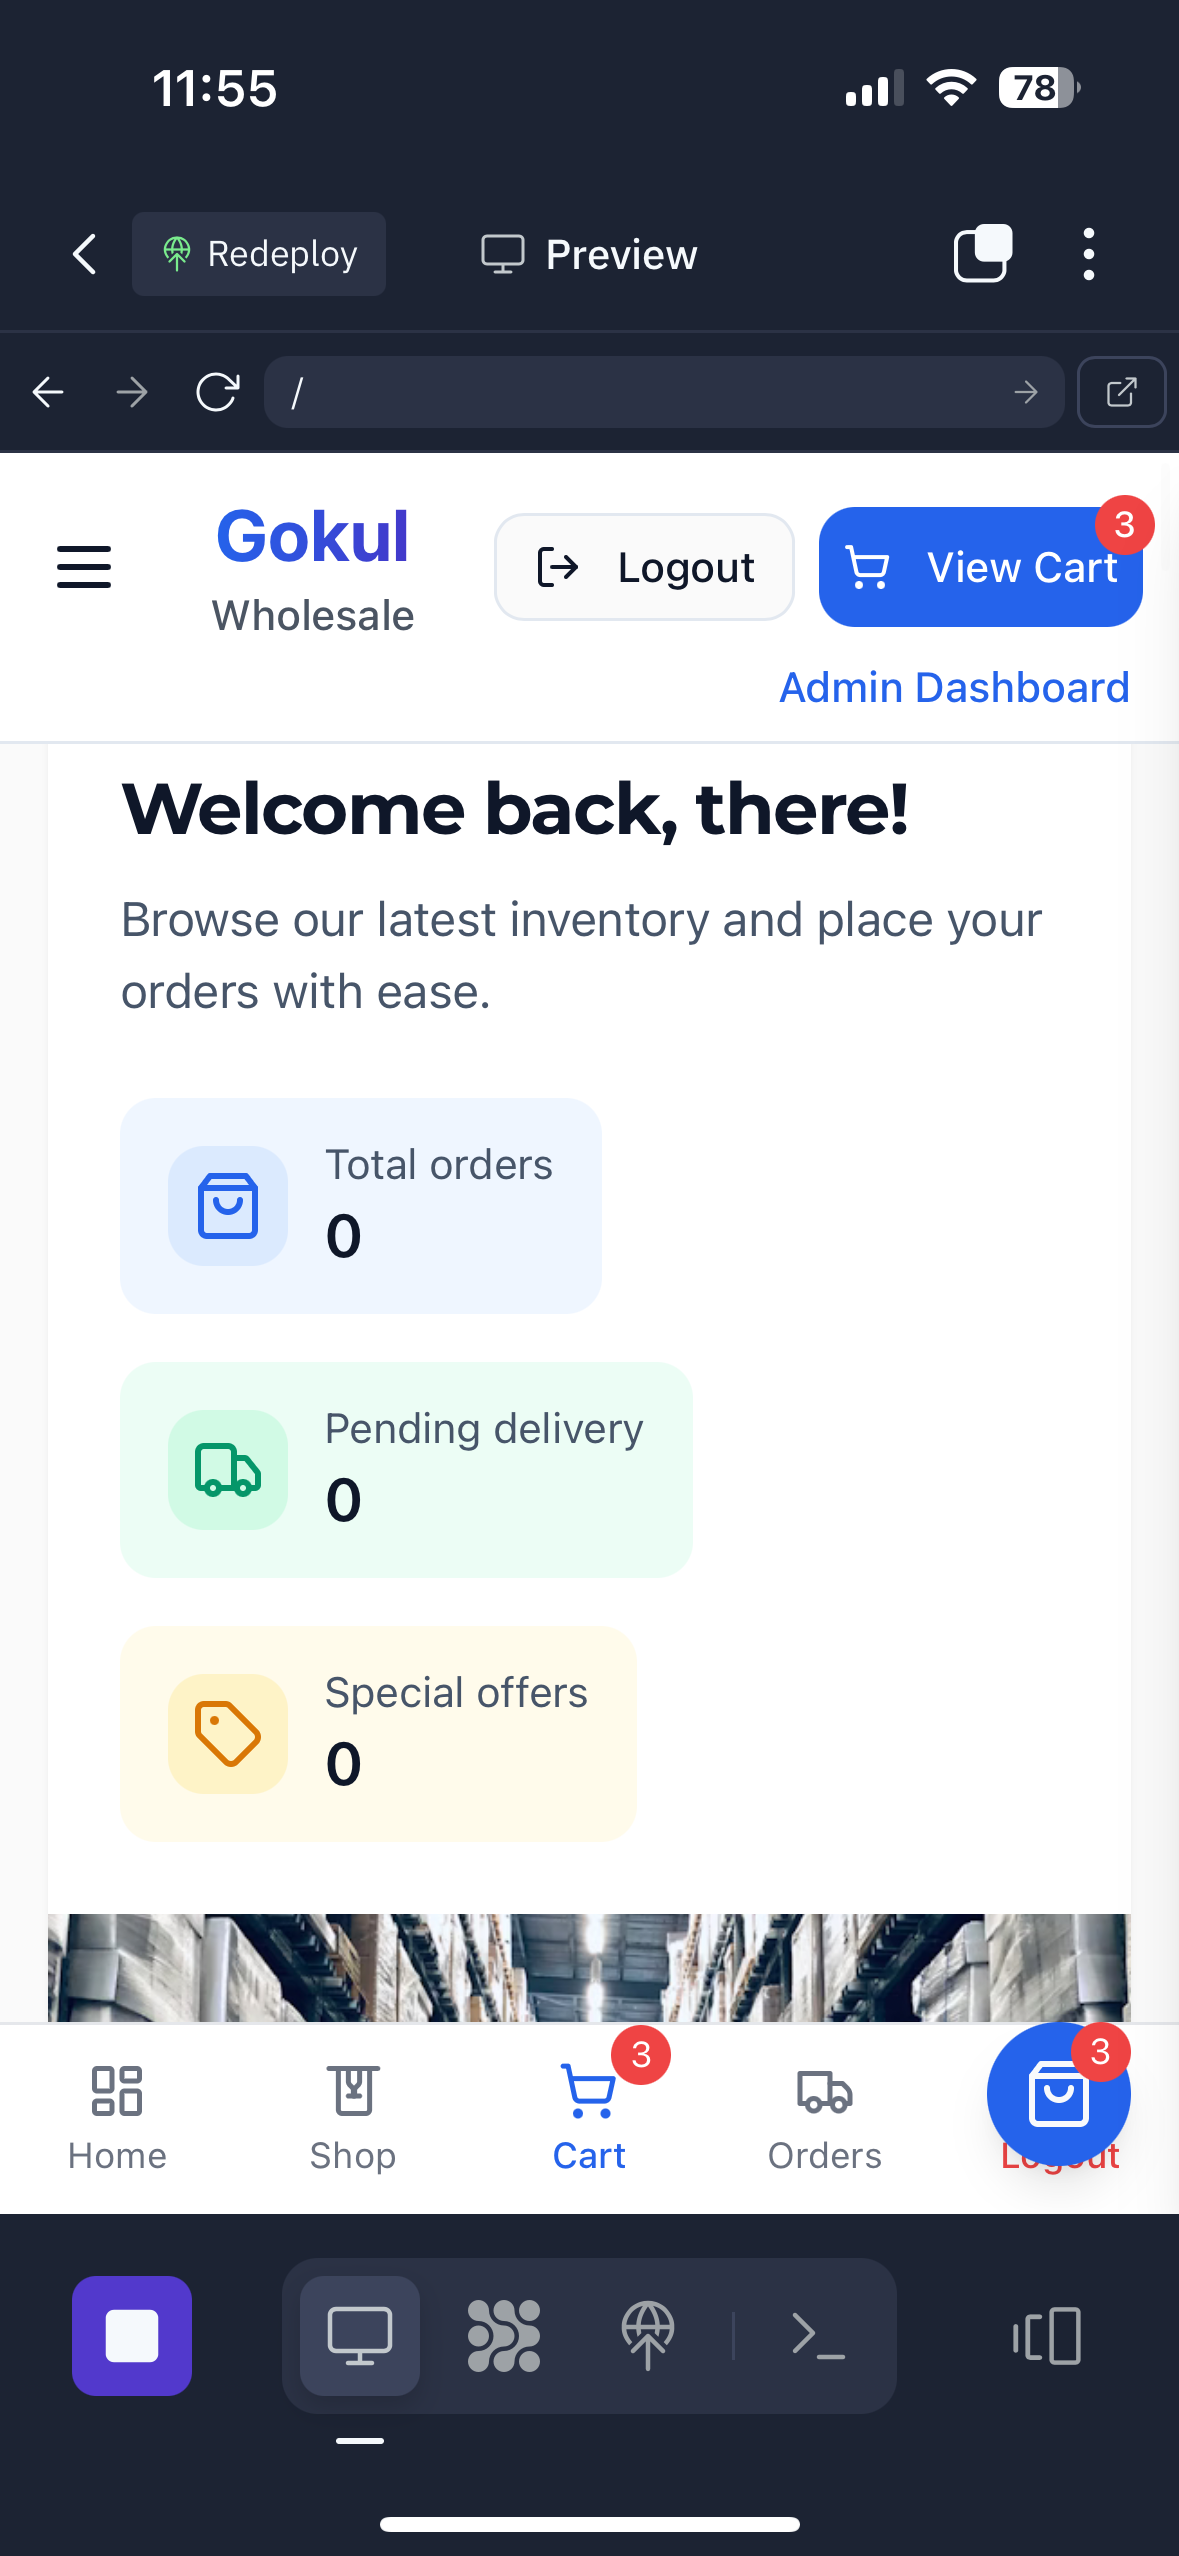 11:55
78
Redeploy
Preview
/
Gokul
Wholesale
Logout
View Cart
3
Admin Dashboard
Welcome back, there!
Browse our latest inventory and place your
orders with ease.
Total orders
0
Pending delivery
0
Special offers
0
3
3
Home
Shop
Cart
Orders
Logout